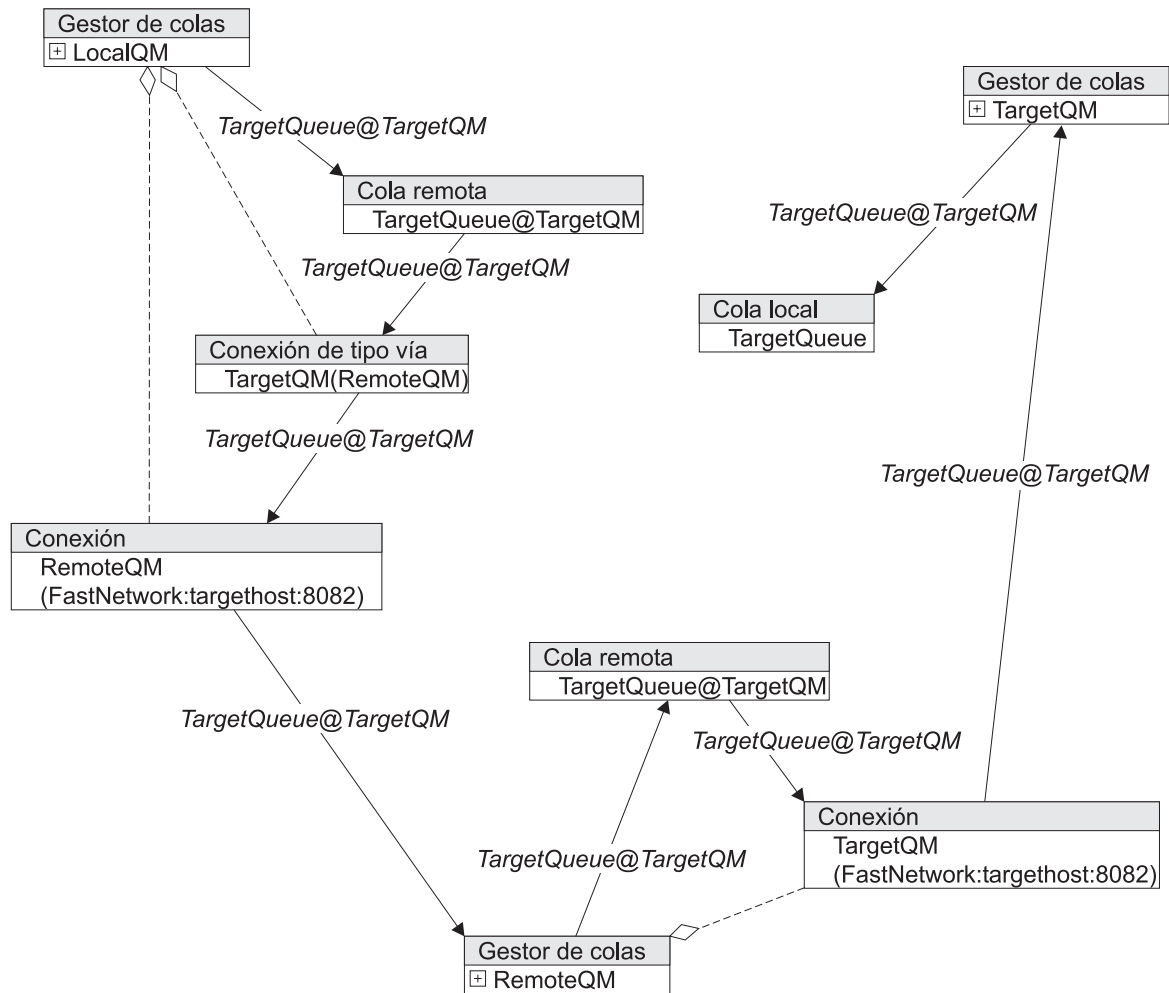 Gestor de colas
LocalQM
TargetQueue@TargetQM
Cola remota
TargetQueue@TargetQM
TargetQueue@TargetQM
Conexión de tipo vía
TargetQM(RemoteQM)
TargetQueue@TargetQM
Conexión
RemoteQM
(FastNetwork:targethost:8082)
TargetQueue@TargetQM
Gestor de colas
RemoteQM
TargetQueue@TargetQM
Cola remota
TargetQueue@TargetQM
TargetQueue@TargetQM
Conexión
TargetQM
(FastNetwork:targethost:8082)
TargetQueue@TargetQM
Gestor de colas
TargetQM
TargetQueue@TargetQM
Cola local
TargetQueue